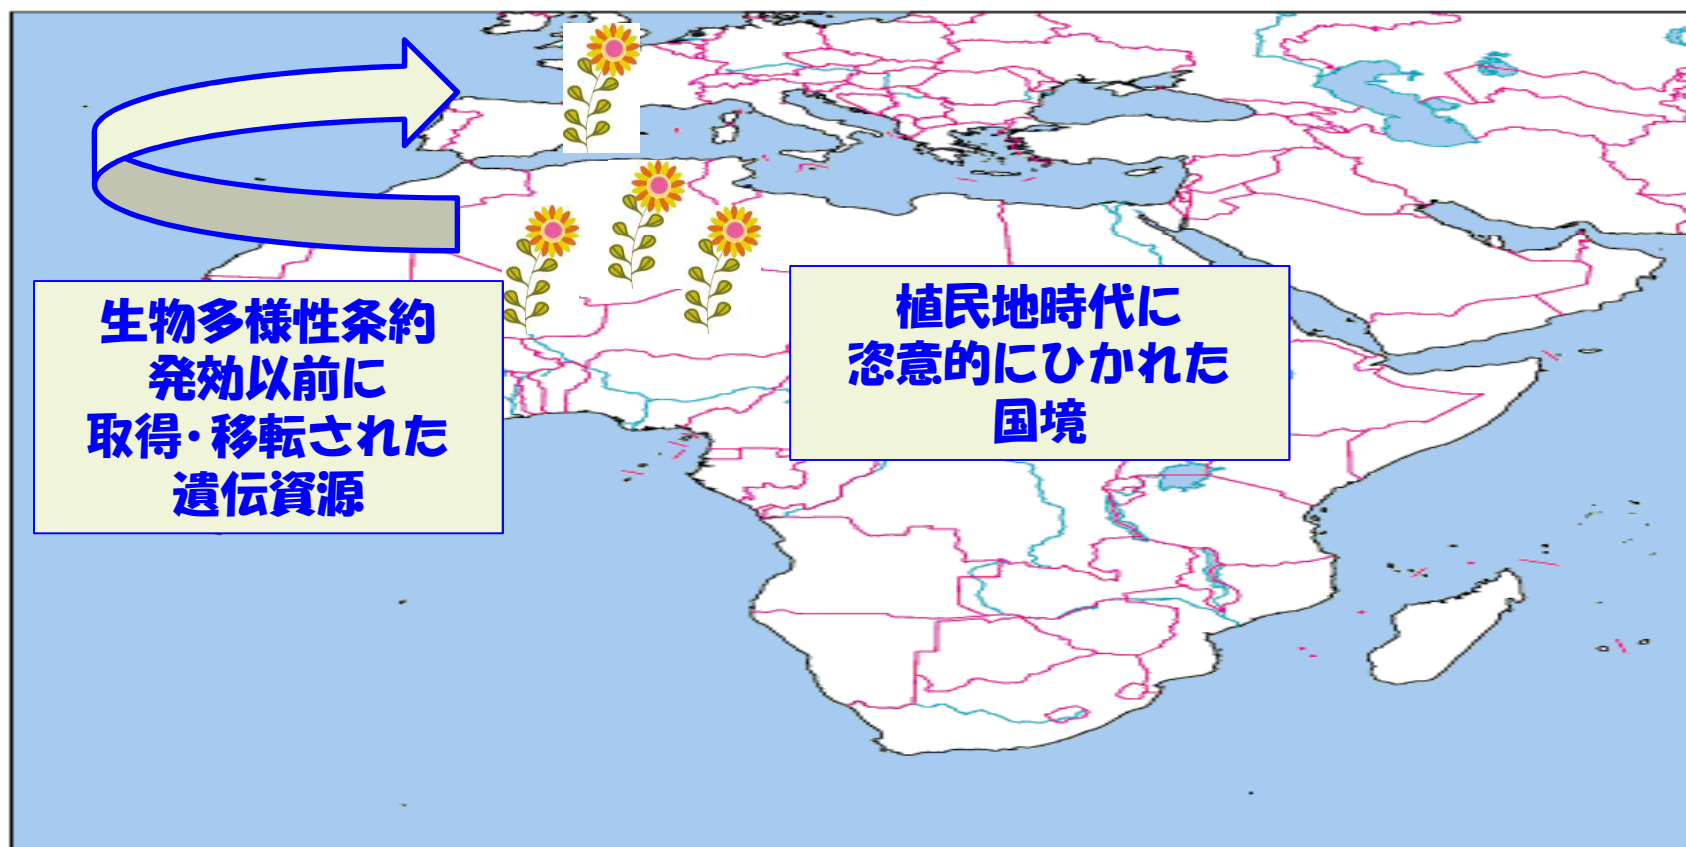 生物多様性条約
発効以前に
取得・移転された
遺伝資源
植民地時代に
恣意的にひかれた
国境